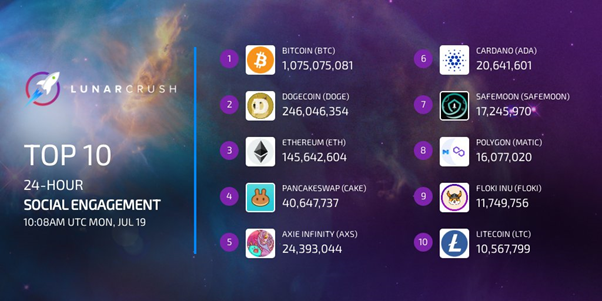 LUNARCRUSH
TOP 10
24-HOUR
SOCIAL ENGAGEMENT
10:08AM UTC MON, JUL 19
1
BITCOIN (BTC)
1,075,075,081
2
DOGECOIN (DOGE)
246,046,354
3
ETHEREUM (ETH)
145,642,604
4
PANCAKESWAP (CAKE)
40,647,737
5
AXIE INFINITY (AXS)
24,393,044
6
CARDANO (ADA)
20,641,601
7
SAFEMOON (SAFEMOON)
17,245,970
8
POLYGON (MATIC)
16,077,020
9
FLOKI INU (FLOKI)
11,749,756
10
LITECOIN (LTC)
10,567,799